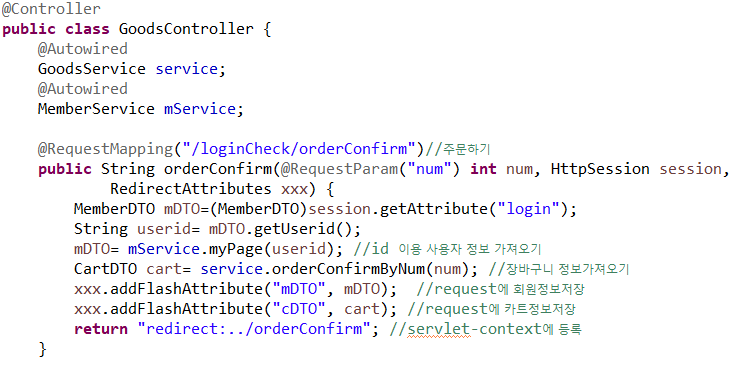 @Controller
public class GoodsController {
    @Autowired
    GoodsService service;
    @Autowired
    MemberService mService;

    @RequestMapping("/loginCheck/orderConfirm")//주문하기
    public String orderConfirm(@RequestParam("num") int num, HttpSession session,
            RedirectAttributes xxx) {
        MemberDTO mDTO=(MemberDTO)session.getAttribute("login");
        String userid= mDTO.getUserid();
        mDTO= mService.myPage(userid); //id 이용 사용자 정보 가져오기
        CartDTO cart= service.orderConfirmByNum(num); //장바구니 정보가져오기
        xxx.addFlashAttribute("mDTO", mDTO);  //request에 회원정보저장
        xxx.addFlashAttribute("cDTO", cart); //request에 카트정보저장
        return "redirect:../orderConfirm"; //servlet-context에 등록
    }